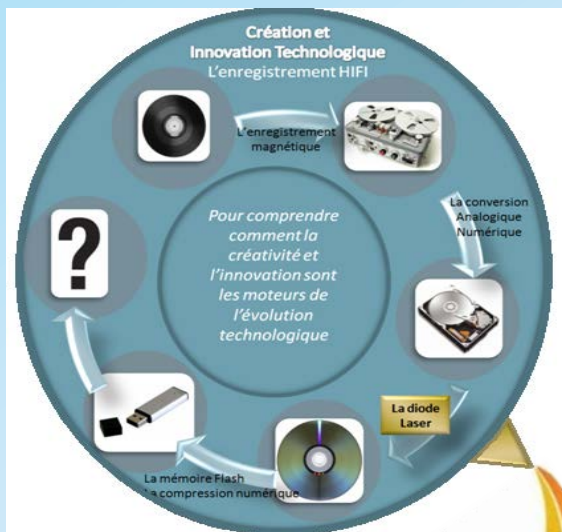 Création et
Innovation Technologique
L'enregistrement HIFI
L'enregistrement
magnétique
La conversion
Analogique
Numérique
Pour comprendre
comment la
créativité et
l'innovation sont
les moteurs de
l'évolution
technologique
?
La diode
Laser
La mémoire Flash
La compression numérique